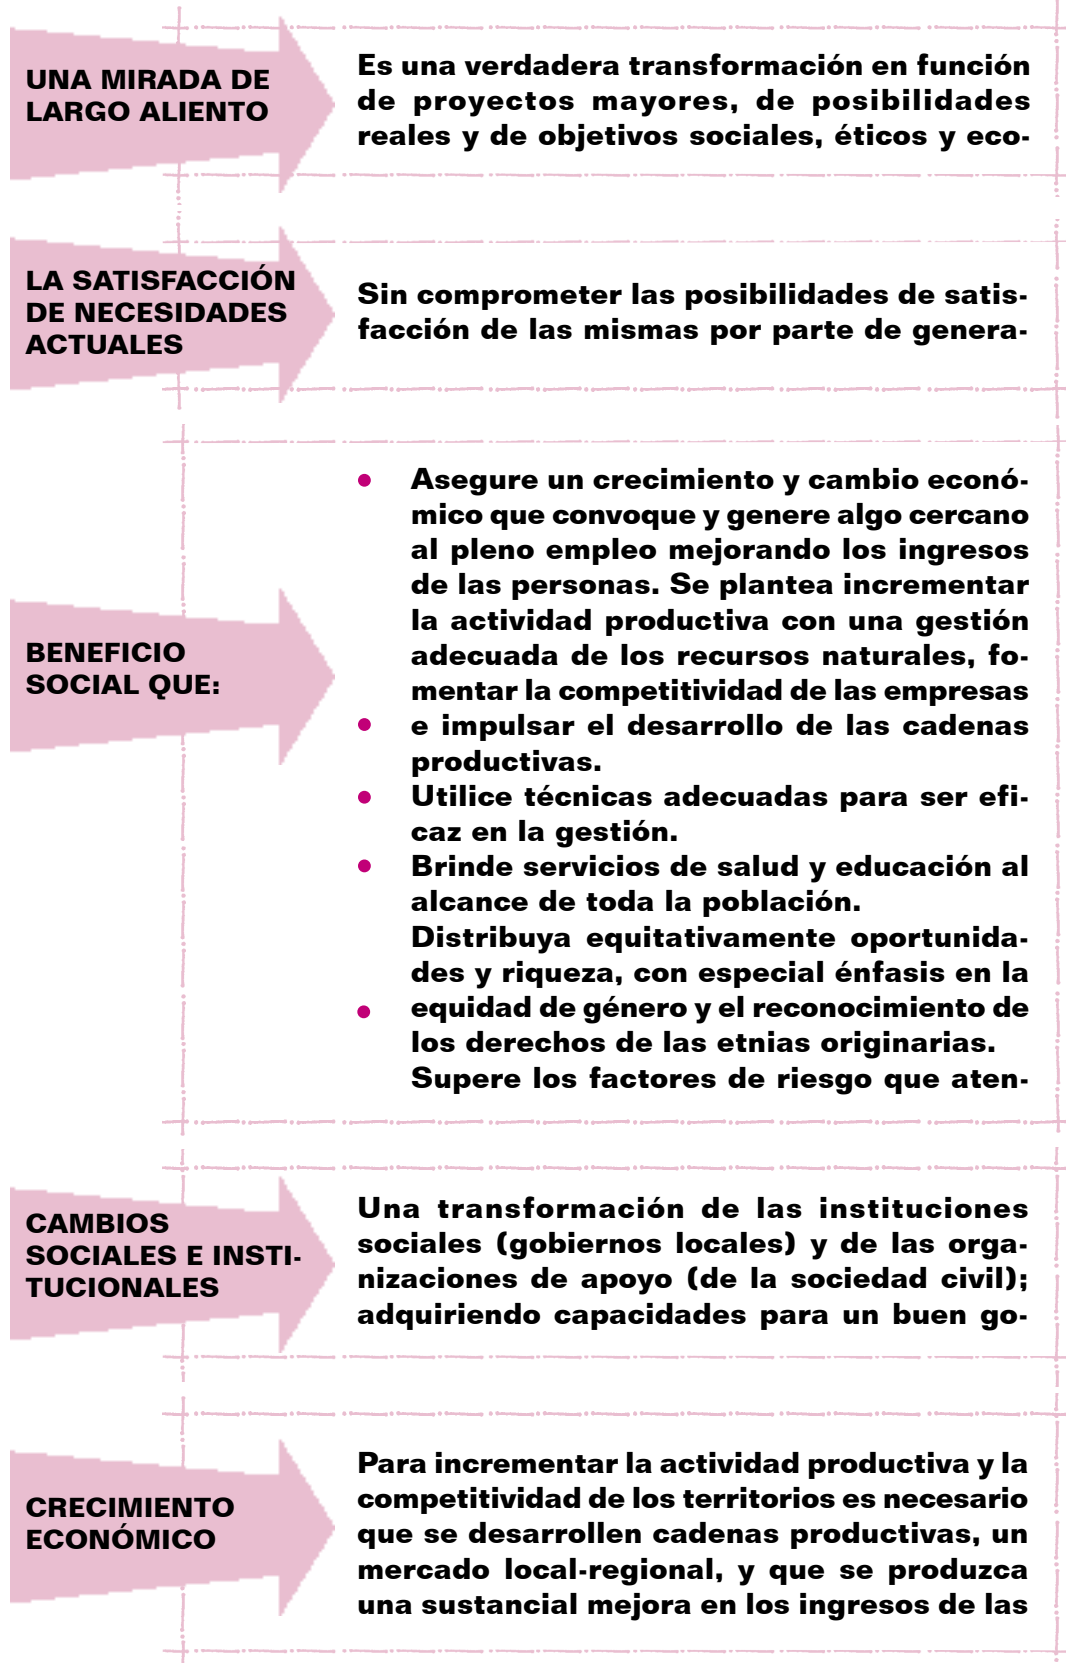 UNA MIRADA DE
LARGO ALIENTO
Es una verdadera transformación en función
de proyectos mayores, de posibilidades
reales y de objetivos sociales, éticos y eco-
LA SATISFACCIÓN
DE NECESIDADES
ACTUALES
Sin comprometer las posibilidades de satis-
facción de las mismas por parte de genera-
BENEFICIO
SOCIAL QUE:
• Asegure un crecimiento y cambio econó-
mico que convoque y genere algo cercano
al pleno empleo mejorando los ingresos
de las personas. Se plantea incrementar
la actividad productiva con una gestión
adecuada de los recursos naturales, fo-
mentar la competitividad de las empresas
• e impulsar el desarrollo de las cadenas
productivas.
• Utilice técnicas adecuadas para ser efi-
caz en la gestión.
• Brinde servicios de salud y educación al
alcance de toda la población.
Distribuya equitativamente oportunida-
des y riqueza, con especial énfasis en la
• equidad de género y el reconocimiento de
los derechos de las etnias originarias.
Supere los factores de riesgo que aten-
CAMBIOS
SOCIALES E INSTI-
TUCIONALES
Una transformación de las instituciones
sociales (gobiernos locales) y de las orga-
nizaciones de apoyo (de la sociedad civil);
adquiriendo capacidades para un buen go-
CRECIMIENTO
ECONÓMICO
Para incrementar la actividad productiva y la
competitividad de los territorios es necesario
que se desarrollen cadenas productivas, un
mercado local-regional, y que se produzca
una sustancial mejora en los ingresos de las